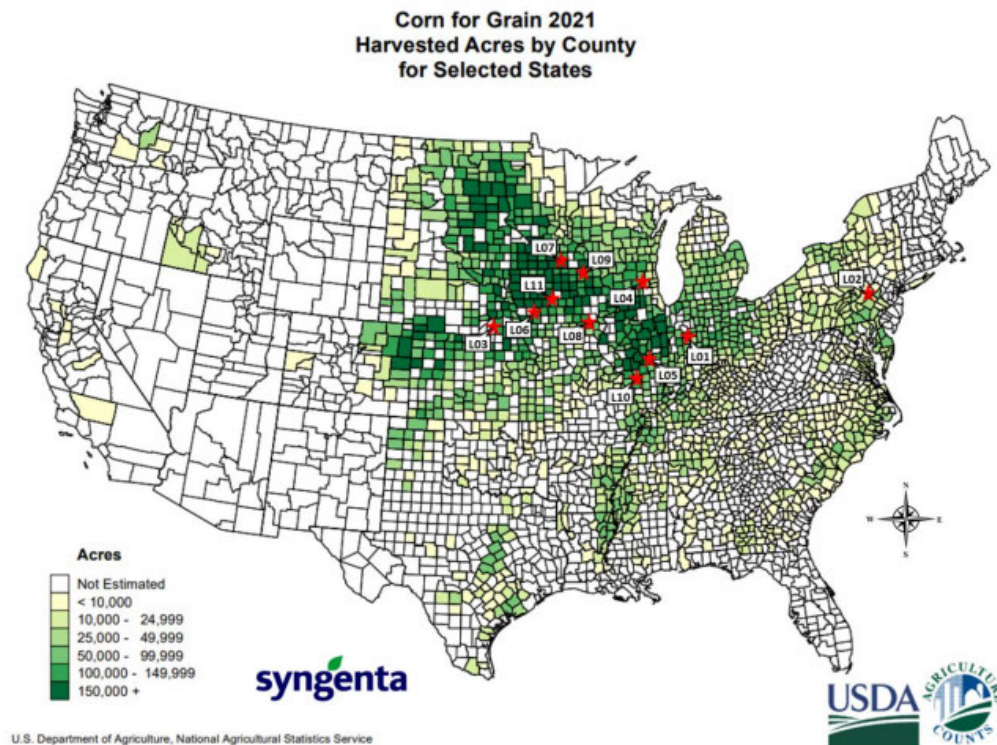 Corn for Grain 2021
Harvested Acres by County
for Selected States
L07
L09
L02
L11
L04
L06
L03
L08
L01
L05
L10
N
W
E
S
Acres
Not Estimated
< 10,000
10,000 - 24,999
25,000 - 49,999
50,000 - 99,999
100,000 - 149,999
150,000 +
syngenta
USDA
AGRICULTURE
COUNTS
U.S. Department of Agriculture, National Agricultural Statistics Service